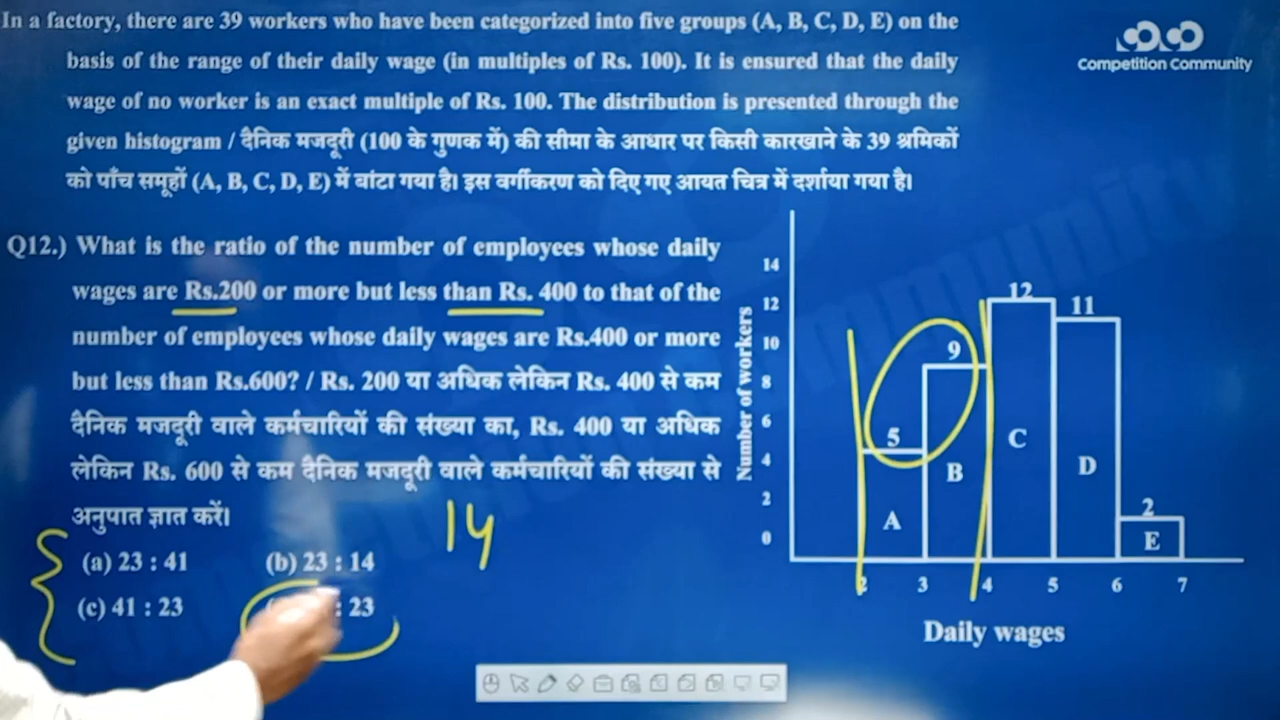 In a factory, there are 39 workers who have been categorized into five groups (A, B, C, D, E) on the
basis of the range of their daily wage (in multiples of Rs. 100). It is ensured that the daily
wage of no worker is an exact multiple of Rs. 100. The distribution is presented through the
given histogram / दैनिक मजदूरी (100 के गुणक में) की सीमा के आधार पर किसी कारखाने के 39 श्रमिकों
को पाँच समूहों (A, B, C, D, E) में बांटा गया है। इस वर्गीकरण को दिए गए आयत चित्र में दर्शाया गया है।
Competition Community
Q12.) What is the ratio of the number of employees whose daily
wages are Rs.200 or more but less than Rs. 400 to that of the
number of employees whose daily wages are Rs.400 or more
but less than Rs.600? / Rs. 200 या अधिक लेकिन Rs. 400 से कम
दैनिक मजदूरी वाले कर्मचारियों की संख्या का, Rs. 400 या अधिक
लेकिन Rs. 600 से कम दैनिक मजदूरी वाले कर्मचारियों की संख्या से
अनुपात ज्ञात करें।
(a) 23 : 41 (b) 23 : 14
(c) 41 : 23 : 23
14
Number of workers
14
12
10
8
6
4
2
0
5
9
12
11
2
A
B
C
D
E
2 3 4 5 6 7
Daily wages